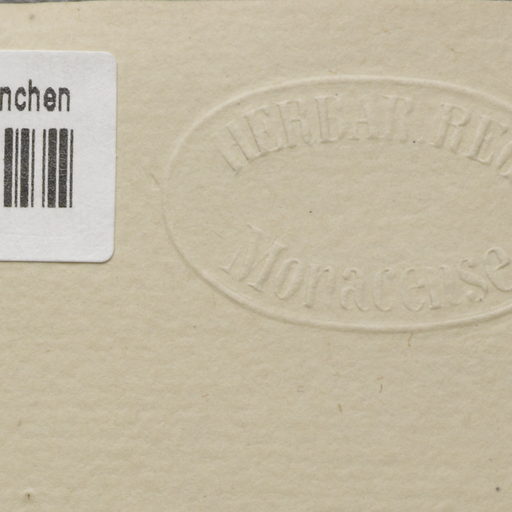 nchen
HERBAR. REG
Monacense